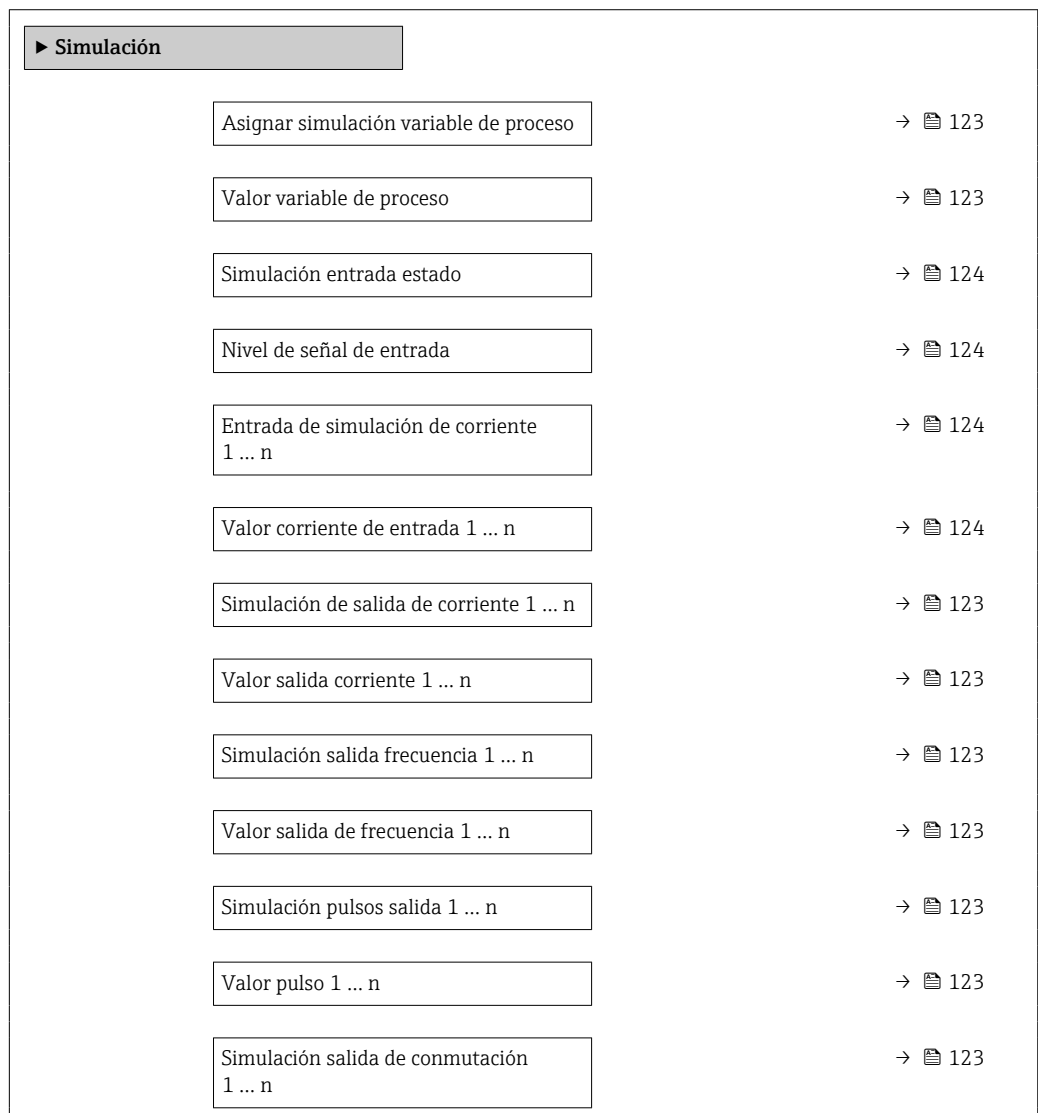 ▶ Simulación
Asignar simulación variable de proceso → 123
Valor variable de proceso → 123
Simulación entrada estado → 124
Nivel de señal de entrada → 124
Entrada de simulación de corriente → 124
1 … n
Valor corriente de entrada 1 … n → 124
Simulación de salida de corriente 1 … n → 123
Valor salida corriente 1 … n → 123
Simulación salida frecuencia 1 … n → 123
Valor salida de frecuencia 1 … n → 123
Simulación pulsos salida 1 … n → 123
Valor pulso 1 … n → 123
Simulación salida de conmutación → 123
1 … n